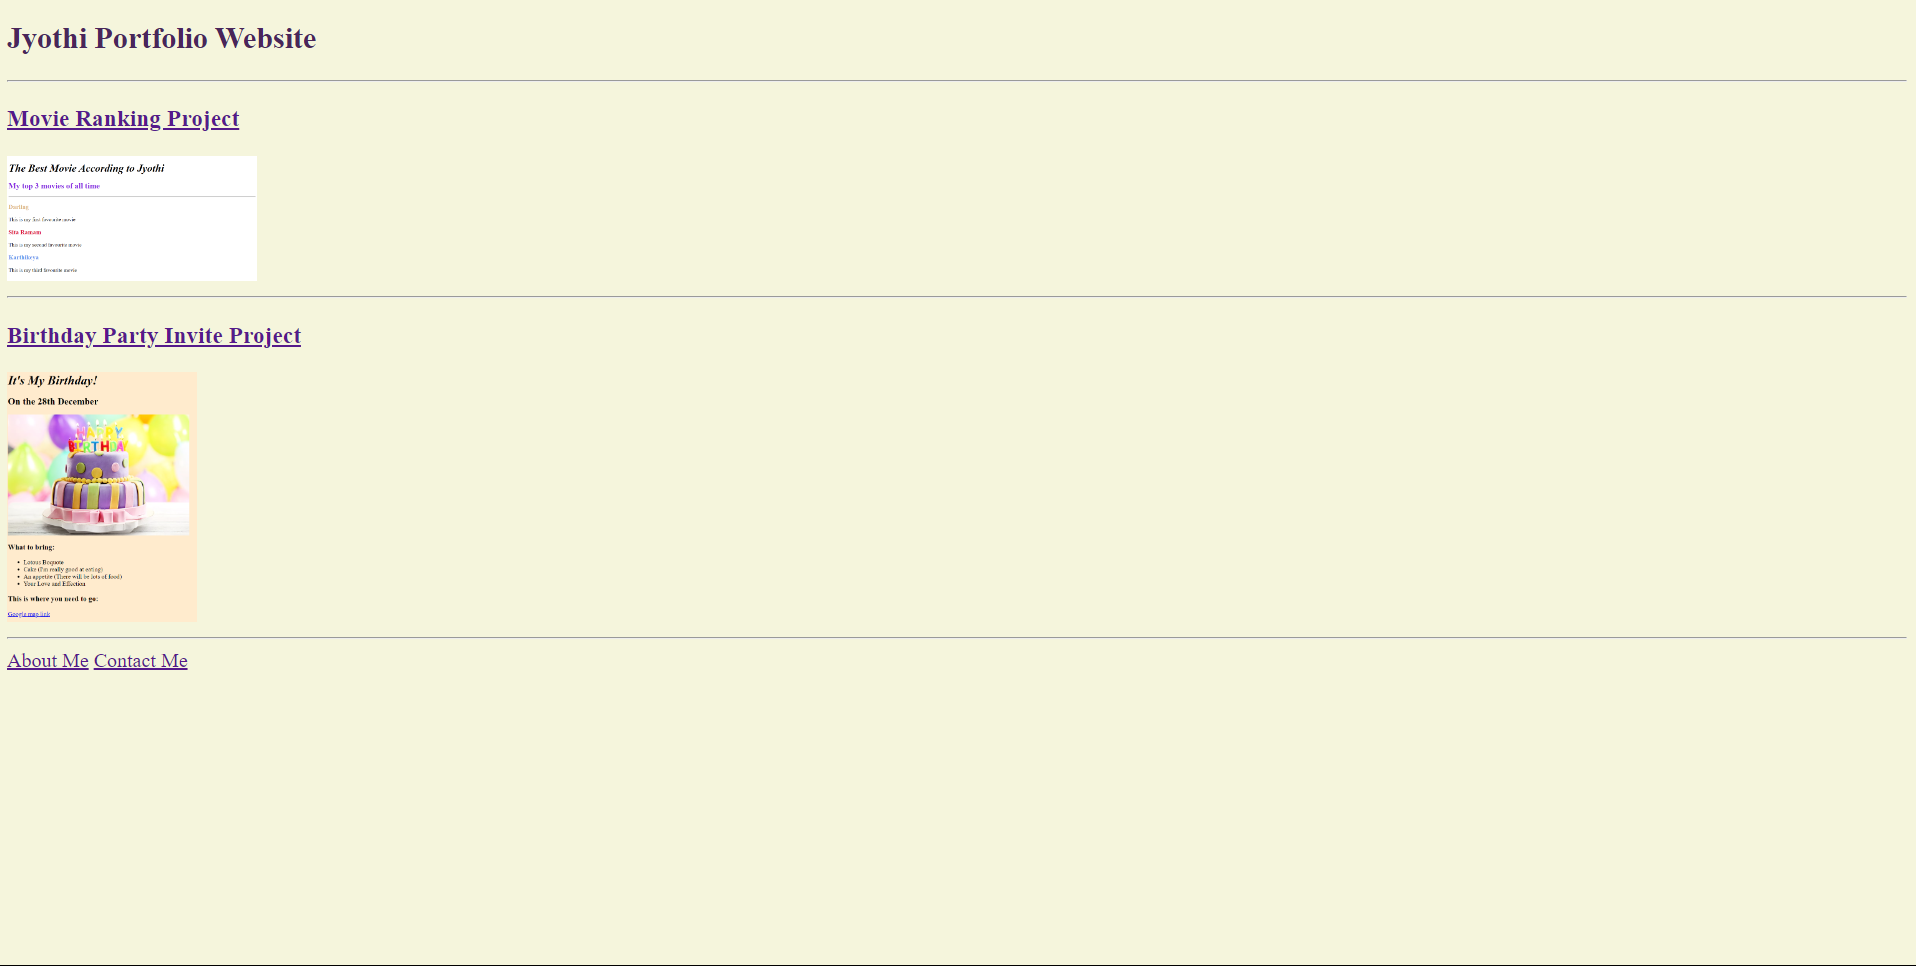 Jyothi Portfolio Website
Movie Ranking Project
The Best Movie According to Jyothi
My top 3 movies of all time
Darling
This is my first favourite movie
Sita Ramam
This is my second favourite movie
Karthikeya
This is my third favourite movie
Birthday Party Invite Project
It's My Birthday!
On the 28th December
HAPPY
BIRTHDAY
What to bring:
Lotous Boquote
Cake (I'm really good at eating)
An appetite (There will be lots of food)
Your Love and Effection
This is where you need to go:
Google map link
About Me Contact Me